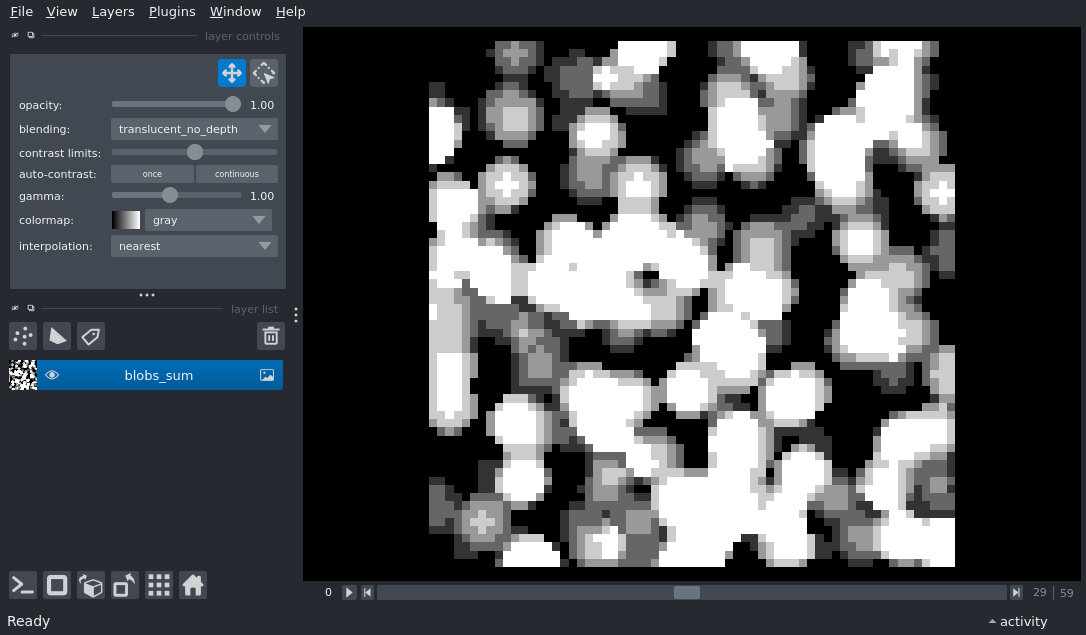 File View Layers Plugins Window Help
layer controls
opacity: 1.00
blending: translucent_no_depth
contrast limits:
auto-contrast: once continuous
gamma: 1.00
colormap: gray
interpolation: nearest
layer list
blobs_sum
0 29 59
Ready activity